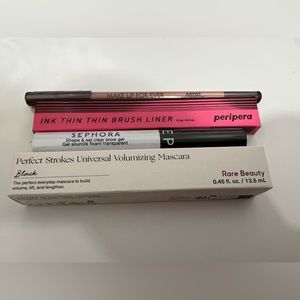 MAKE UP FOR EVER ARTIST
INK THIN THIN BRUSH LINER
peripera
SEPHORA
Shape & set clear brow gel
Gel sourcils fixant transparent
EP
Perfect Strokes Universal Volumizing Mascara
Black
The perfect everyday mascara to build
volume, lift, and lengthen.
Rare Beauty
0.45 fl. oz. / 13.5 mL